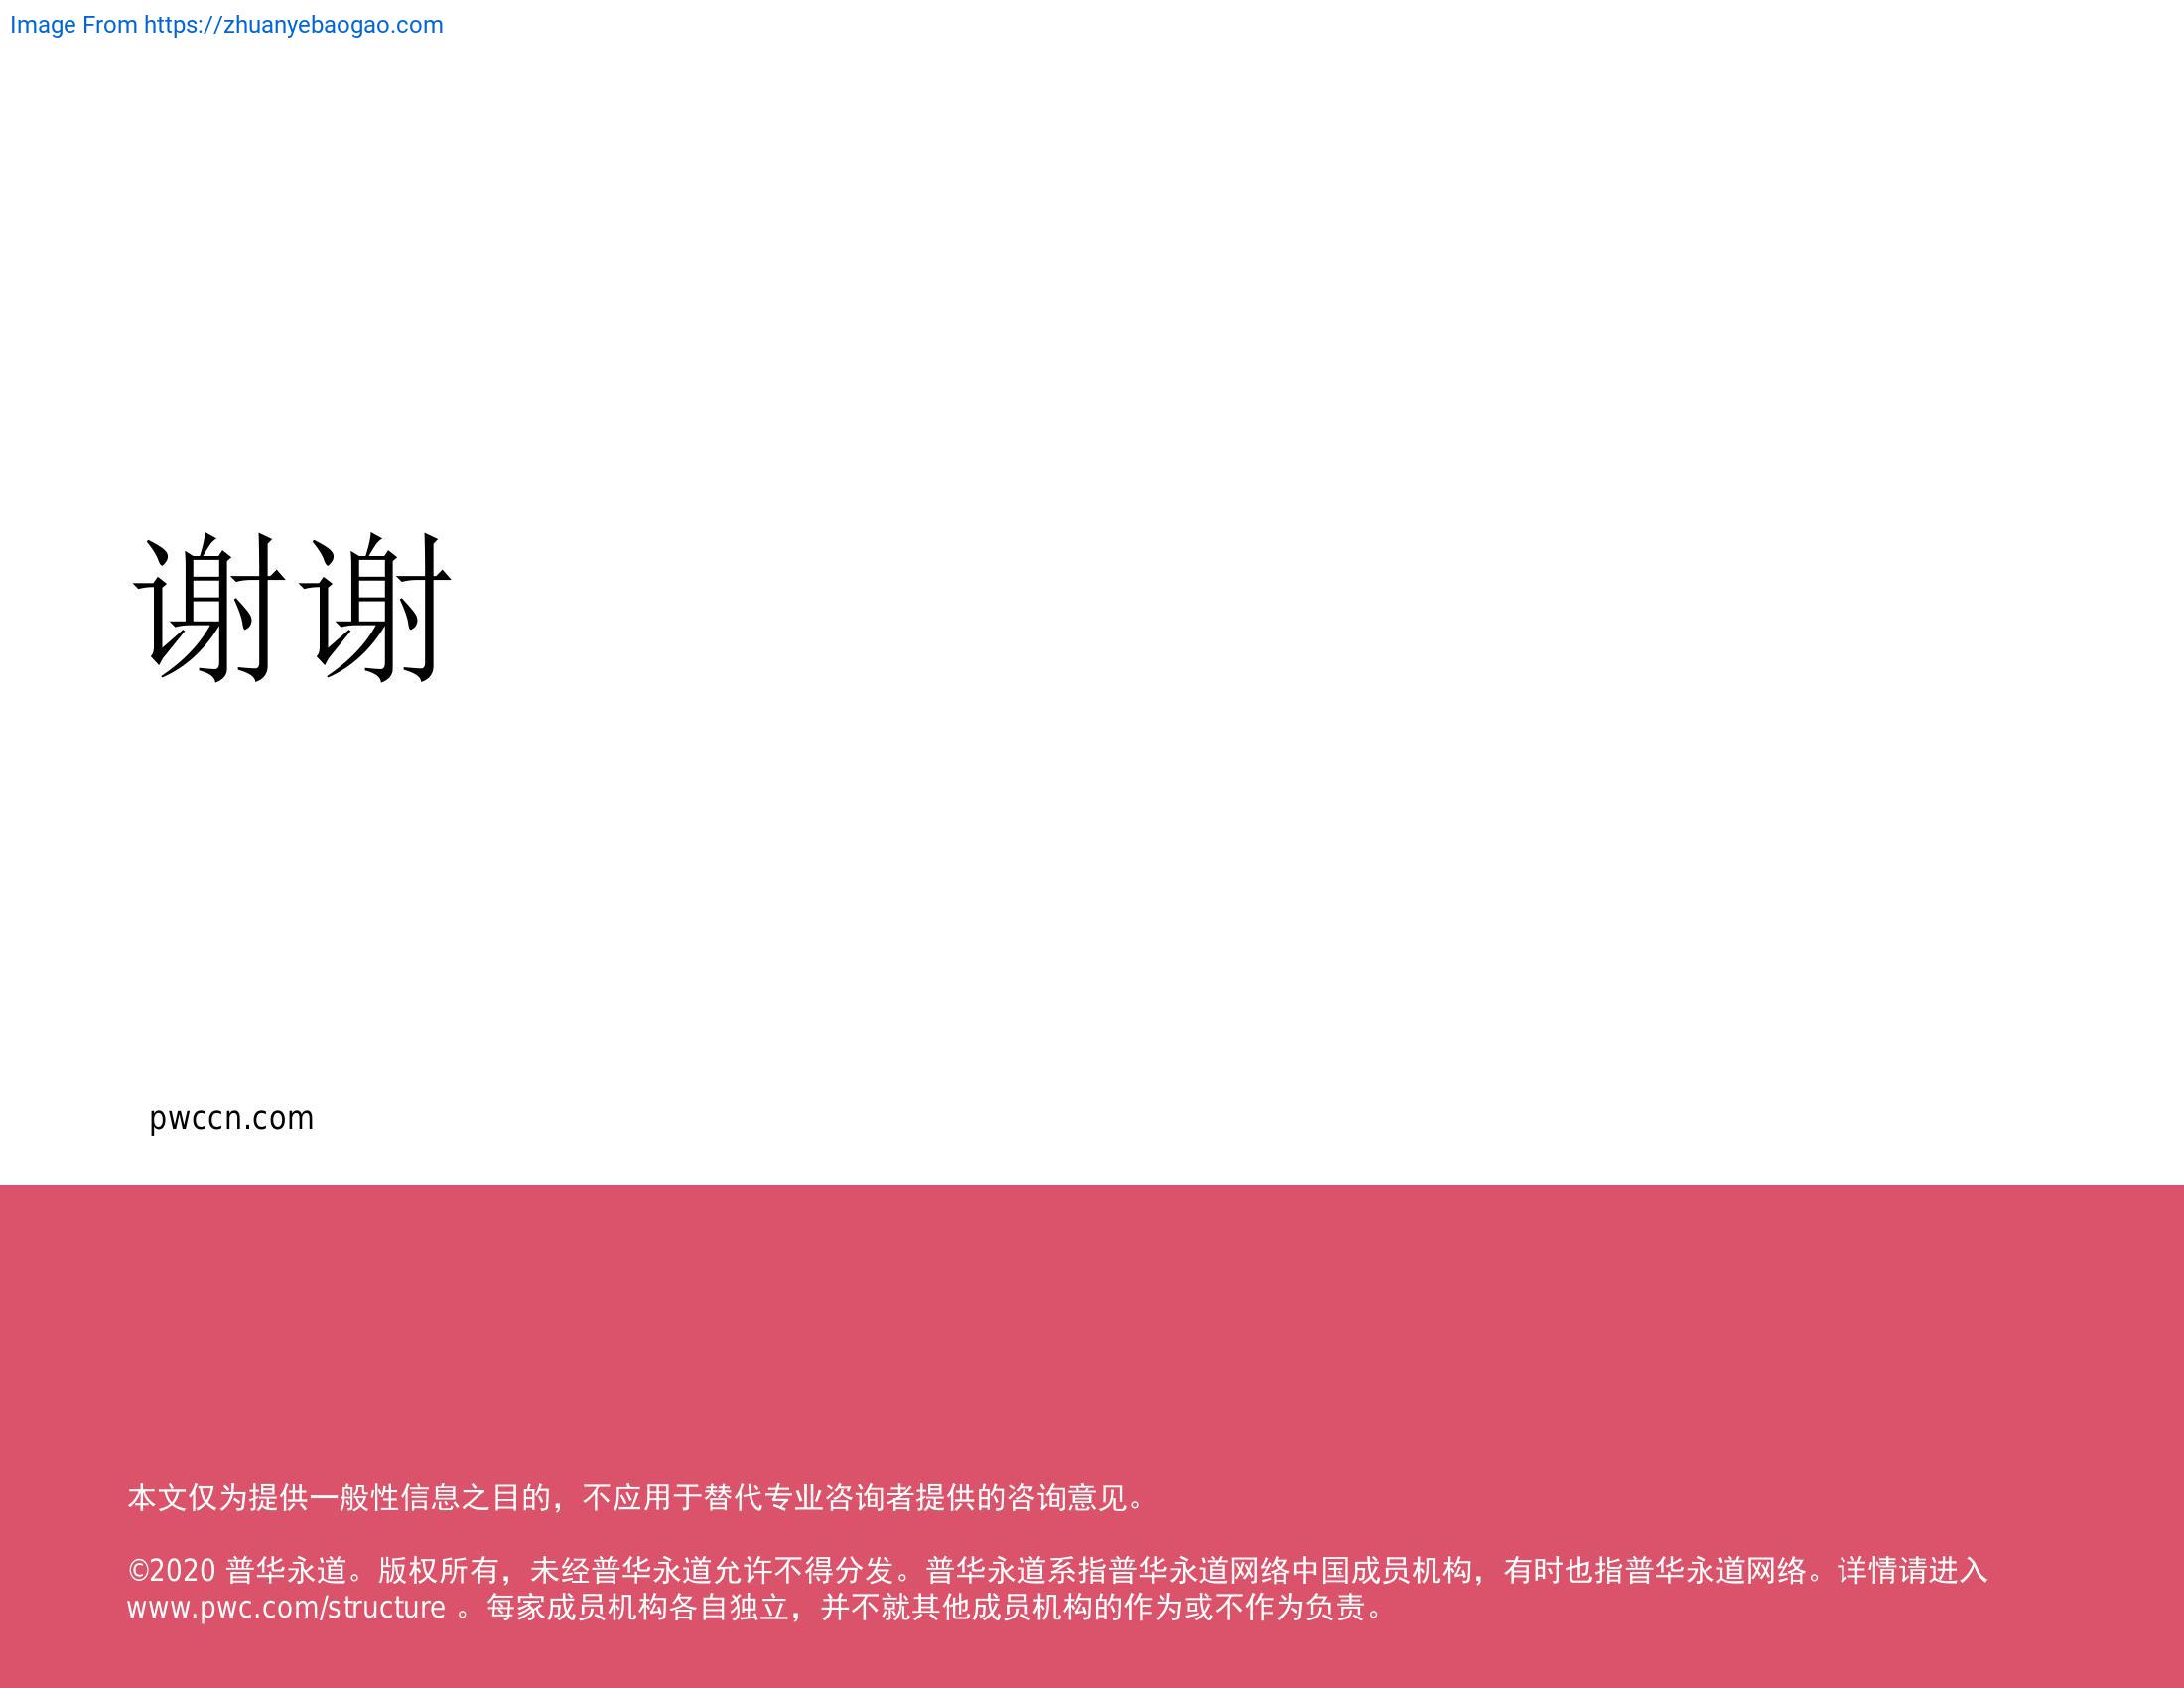 Image From https://zhuanyebaogao.com
谢谢
pwccn.com
本文仅为提供一般性信息之目的，不应用于替代专业咨询者提供的咨询意见。
©2020 普华永道。版权所有，未经普华永道允许不得分发。普华永道系指普华永道网络中国成员机构，有时也指普华永道网络。详情请进入
www.pwc.com/structure 。每家成员机构各自独立，并不就其他成员机构的作为或不作为负责。